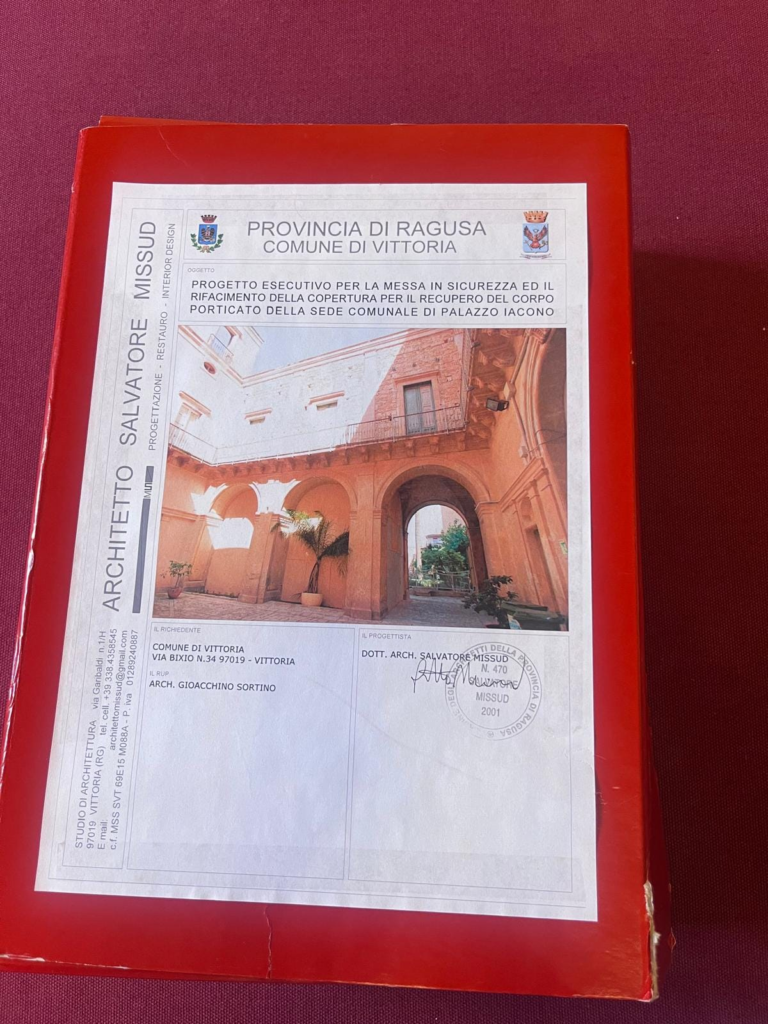 PROVINCIA DI RAGUSA
COMUNE DI VITTORIA
OGGETTO
PROGETTO ESECUTIVO PER LA MESSA IN SICUREZZA ED IL
RIFACIMENTO DELLA COPERTURA PER IL RECUPERO DEL CORPO
PORTICATO DELLA SEDE COMUNALE DI PALAZZO IACONO
ARCHITETTO SALVATORE MISSUD
PROGETTAZIONE - RESTAURO - INTERIOR DESIGN
STUDIO DI ARCHITETTURA via Garibaldi n.1/H
97019 VITTORIA (RG) tel. cell. +39 338.4358545
E mail: architettomissud@gmail.com
c.f. MSS SVT 69E15 M088A - P. iva 01289240887
IL RICHIEDENTE
COMUNE DI VITTORIA
VIA BIXIO N.34 97019 - VITTORIA
IL RUP
ARCH. GIOACCHINO SORTINO
IL PROGETTISTA
DOTT. ARCH. SALVATORE MISSUD
DELLA PROVINCIA DI RAGUSA
N. 470
SALVATORE
MISSUD
2001